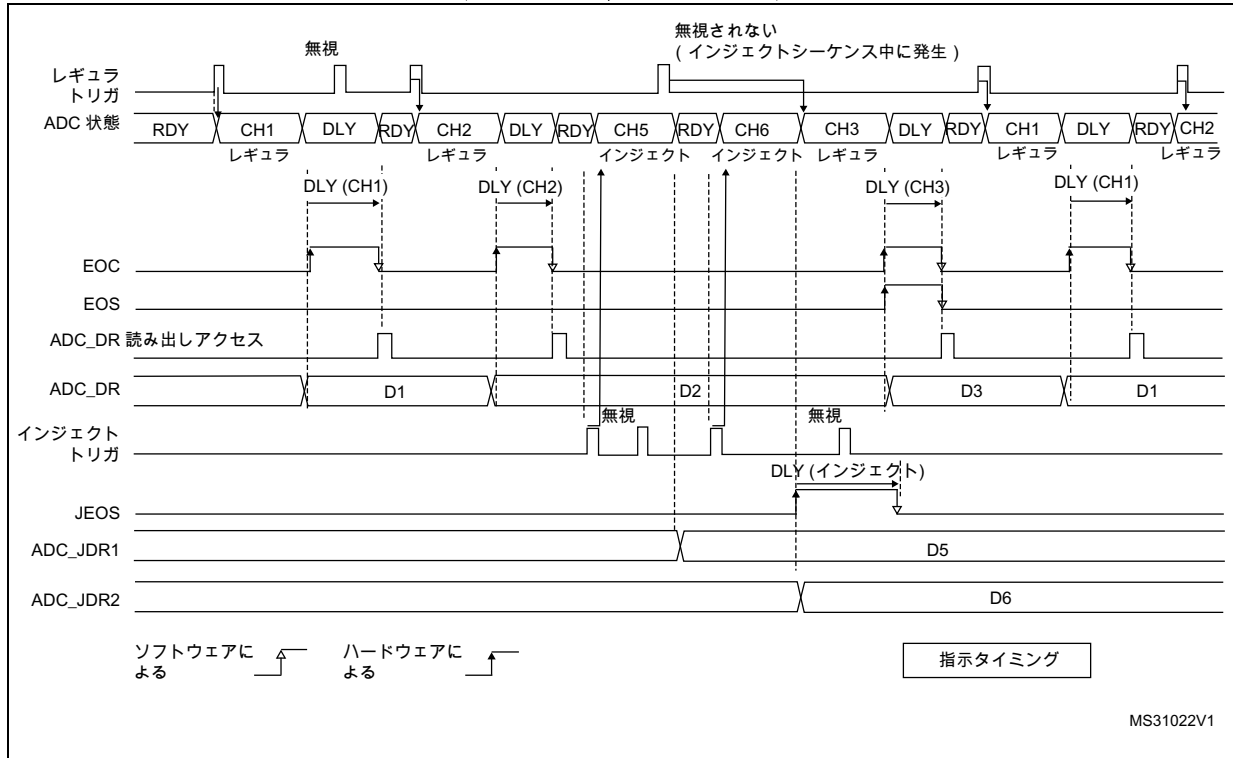 無視
無視されない
(インジェクトシーケンス中に発生)
レギュラ
トリガ
ADC 状態
RDY CH1 DLY RDY CH2 DLY RDY CH5 RDY CH6 CH3 DLY RDY CH1 DLY RDY CH2
レギュラ レギュラ インジェクト インジェクト レギュラ レギュラ レギュラ
DLY (CH1) DLY (CH2) DLY (CH3) DLY (CH1)
EOC
EOS
ADC_DR 読み出しアクセス
ADC_DR D1 D2 D3 D1
無視 無視
インジェクト
トリガ
DLY (インジェクト)
JEOS
ADC_JDR1 D5
ADC_JDR2 D6
ソフトウェアに
よる
ハードウェアに
よる
指示タイミング
MS31022V1